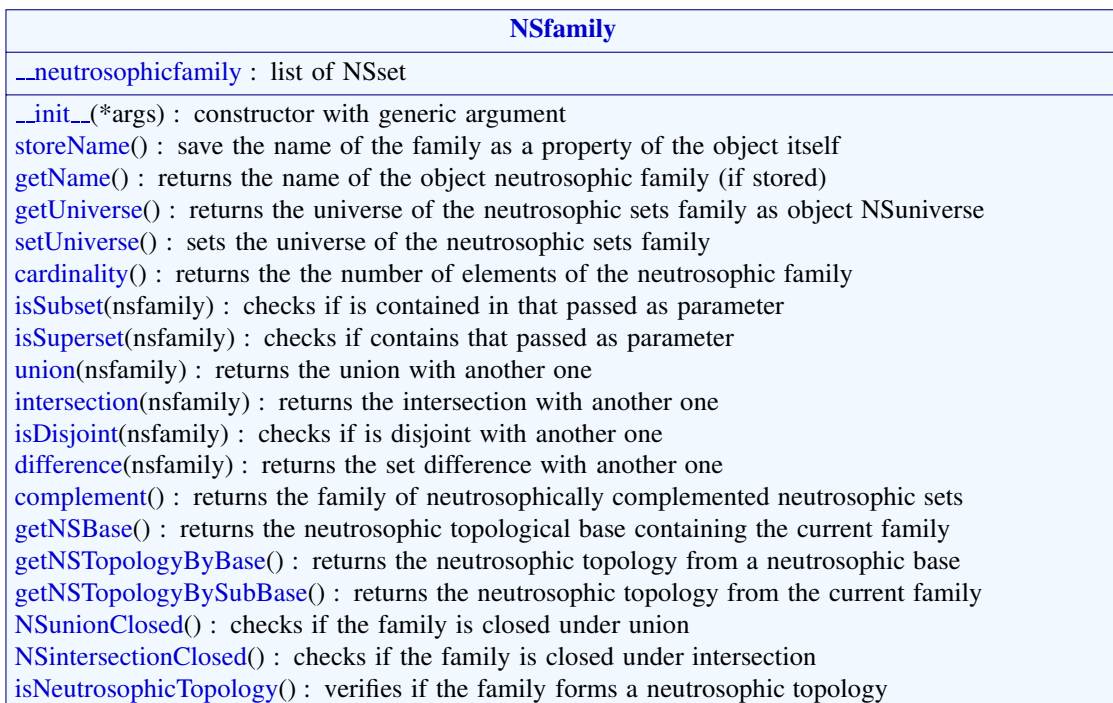 NSfamily
__neutrosophicfamily : list of NSset
__init__(*args) : constructor with generic argument
storeName() : save the name of the family as a property of the object itself
getName() : returns the name of the object neutrosophic family (if stored)
getUniverse() : returns the universe of the neutrosophic sets family as object NSuniverse
setUniverse() : sets the universe of the neutrosophic sets family
cardinality() : returns the the number of elements of the neutrosophic family
isSubset(nsfamily) : checks if is contained in that passed as parameter
isSuperset(nsfamily) : checks if contains that passed as parameter
union(nsfamily) : returns the union with another one
intersection(nsfamily) : returns the intersection with another one
isDisjoint(nsfamily) : checks if is disjoint with another one
difference(nsfamily) : returns the set difference with another one
complement() : returns the family of neutrosophically complemented neutrosophic sets
getNSBase() : returns the neutrosophic topological base containing the current family
getNSTopologyByBase() : returns the neutrosophic topology from a neutrosophic base
getNSTopologyBySubBase() : returns the neutrosophic topology from the current family
NSunionClosed() : checks if the family is closed under union
NSintersectionClosed() : checks if the family is closed under intersection
isNeutrosophicTopology() : verifies if the family forms a neutrosophic topology